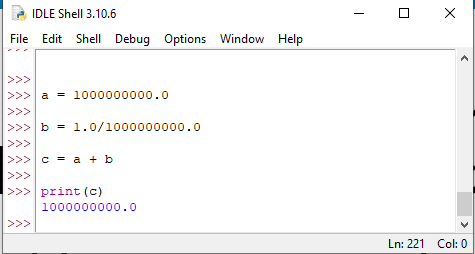 IDLE Shell 3.10.6
File Edit Shell Debug Options Window Help
>>>
>>>
>>> a = 1000000000.0
>>>
>>> b = 1.0/1000000000.0
>>>
>>> c = a + b
>>>
>>> print(c)
1000000000.0
>>>
Ln: 221 Col: 0